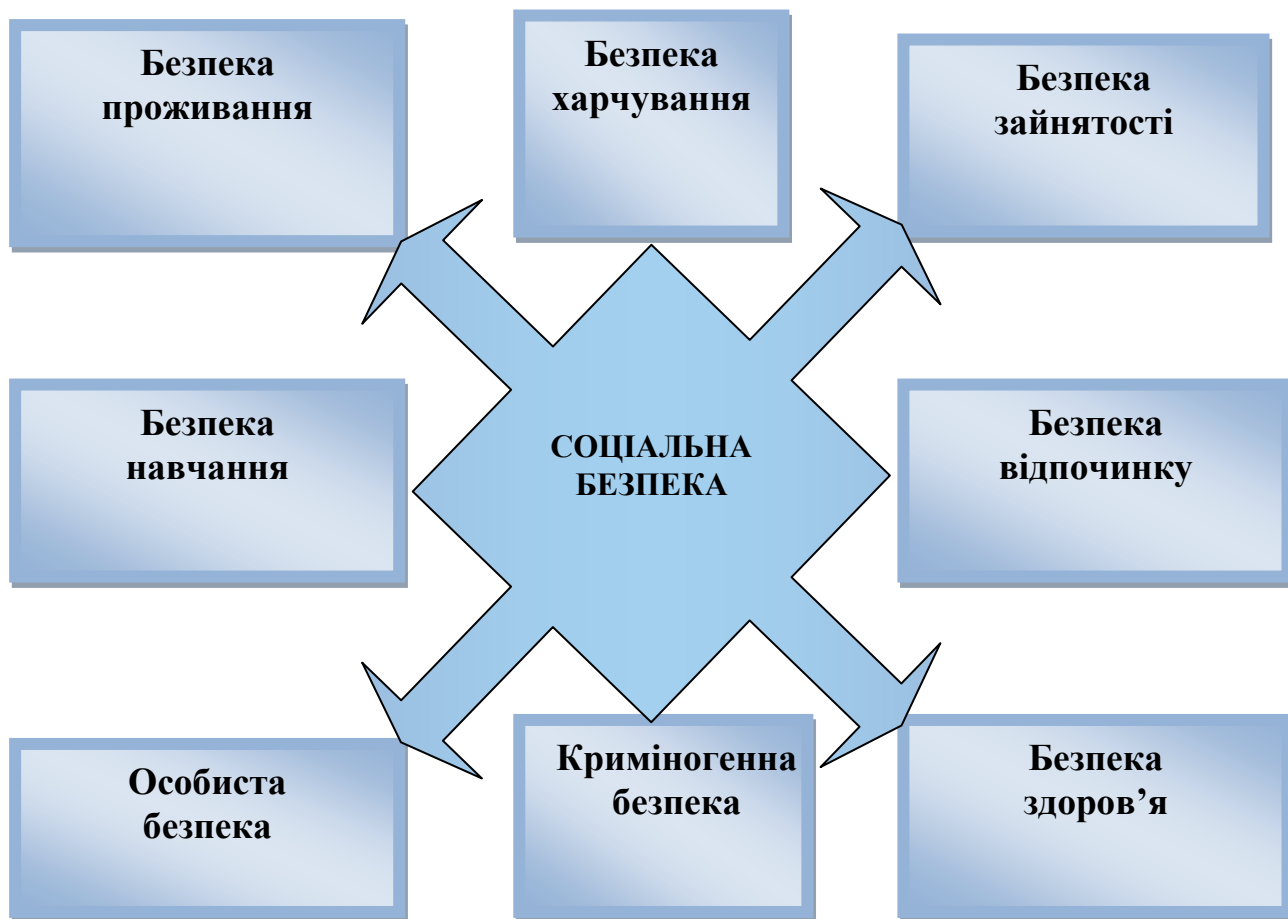 Безпека
проживання
Безпека
харчування
Безпека
зайнятості
Безпека
навчання
СОЦІАЛЬНА
БЕЗПЕКА
Безпека
відпочинку
Особиста
безпека
Криміногенна
безпека
Безпека
здоров’я